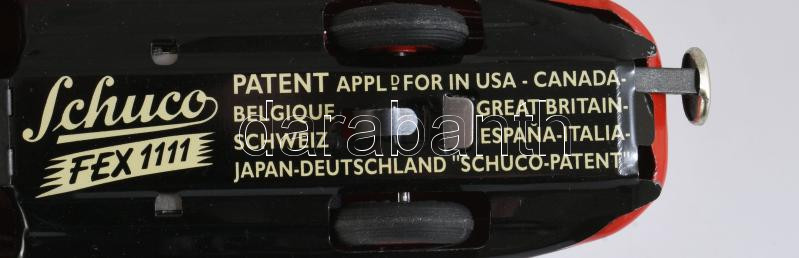 Schuco
FEX 1111
PATENT APPLD FOR IN USA - CANADA-
BELGIQUE GREAT BRITAIN-
SCHWEIZ ESPAÑA-ITALIA-
JAPAN-DEUTSCHLAND "SCHUCO-PATENT"
darabanth